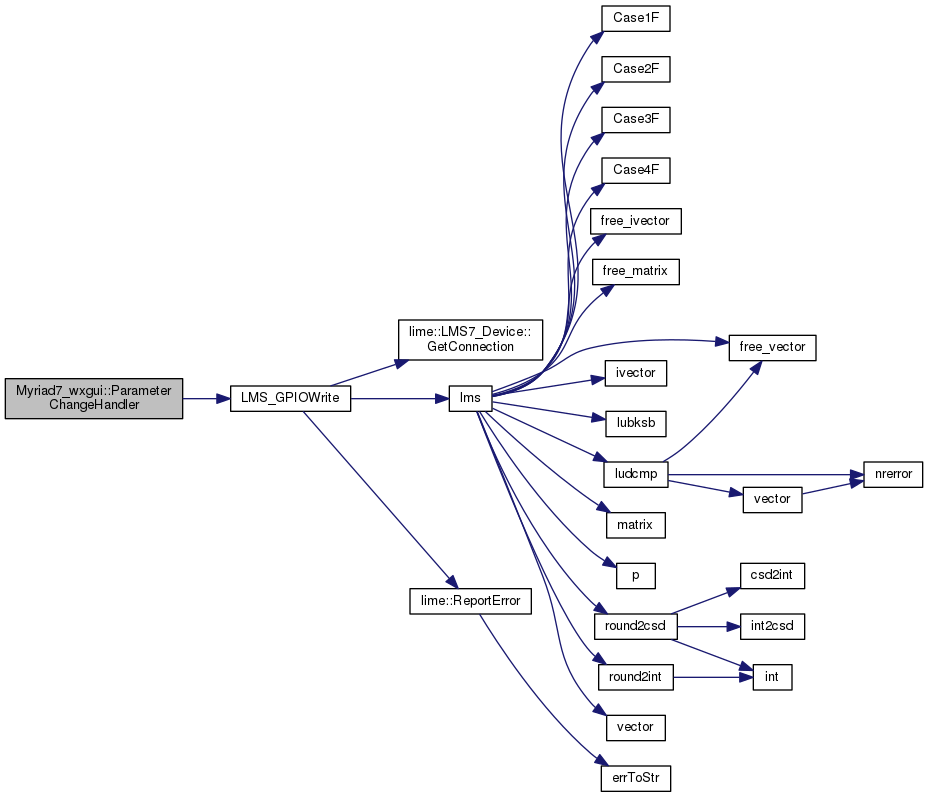 Case1F
Case2F
Case3F
Case4F
free_ivector
free_matrix
lime::LMS7_Device::
GetConnection
free_vector
ivector
Myriad7_wxgui::Parameter
ChangeHandler
LMS_GPIOWrite
lms
lubksb
ludcmp
nrerror
vector
matrix
p
csd2int
lime::ReportError
round2csd
int2csd
round2int
int
vector
errToStr